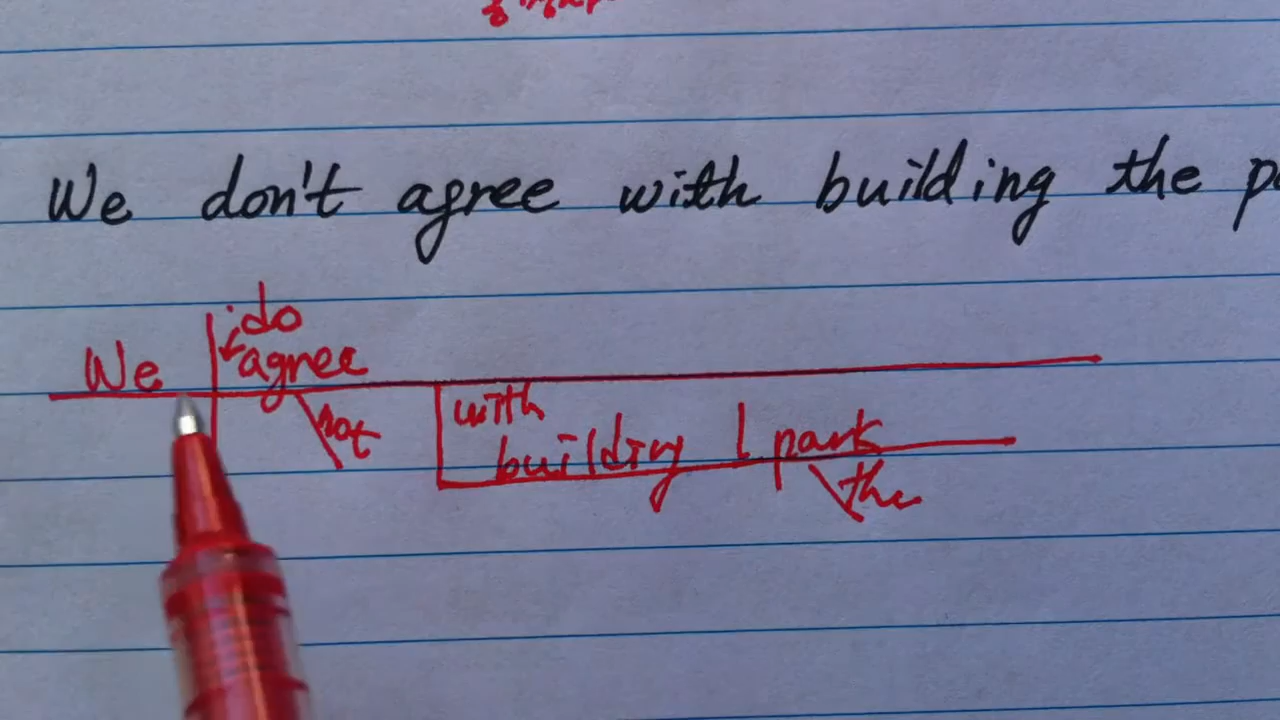 We don't agree with building the
do
We agree
not
with
building park
the